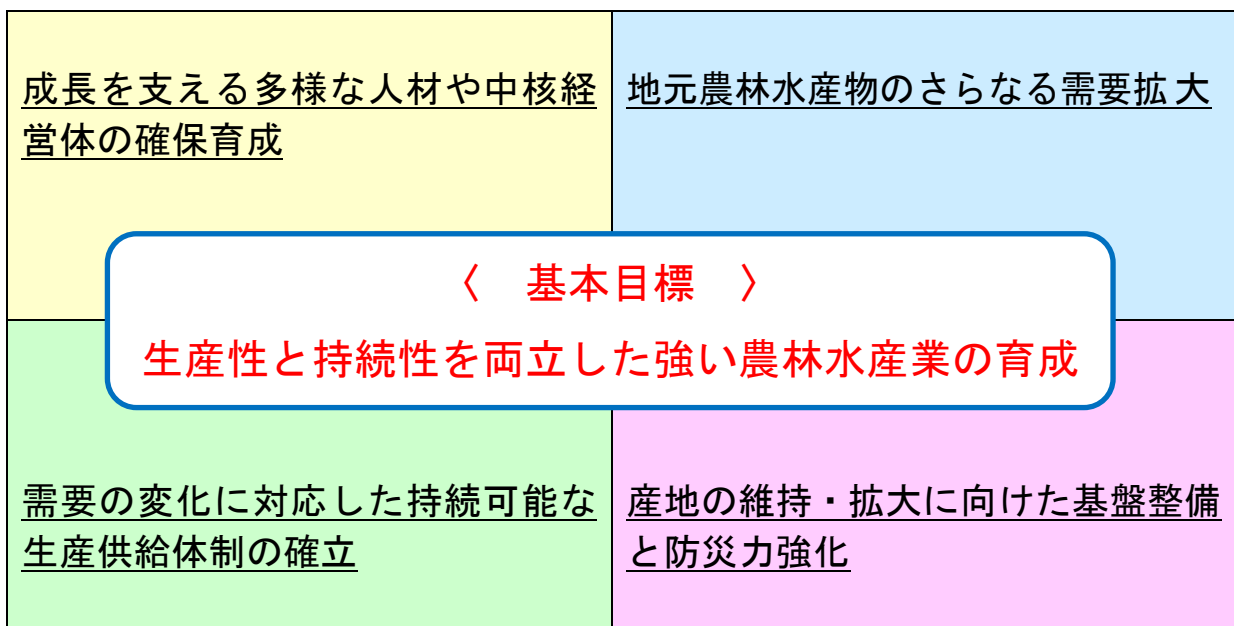 成長を支える多様な人材や中核経
営体の確保育成
地元農林水産物のさらなる需要拡大
〈　基本目標　〉
生産性と持続性を両立した強い農林水産業の育成
需要の変化に対応した持続可能な
生産供給体制の確立
産地の維持・拡大に向けた基盤整備
と防災力強化